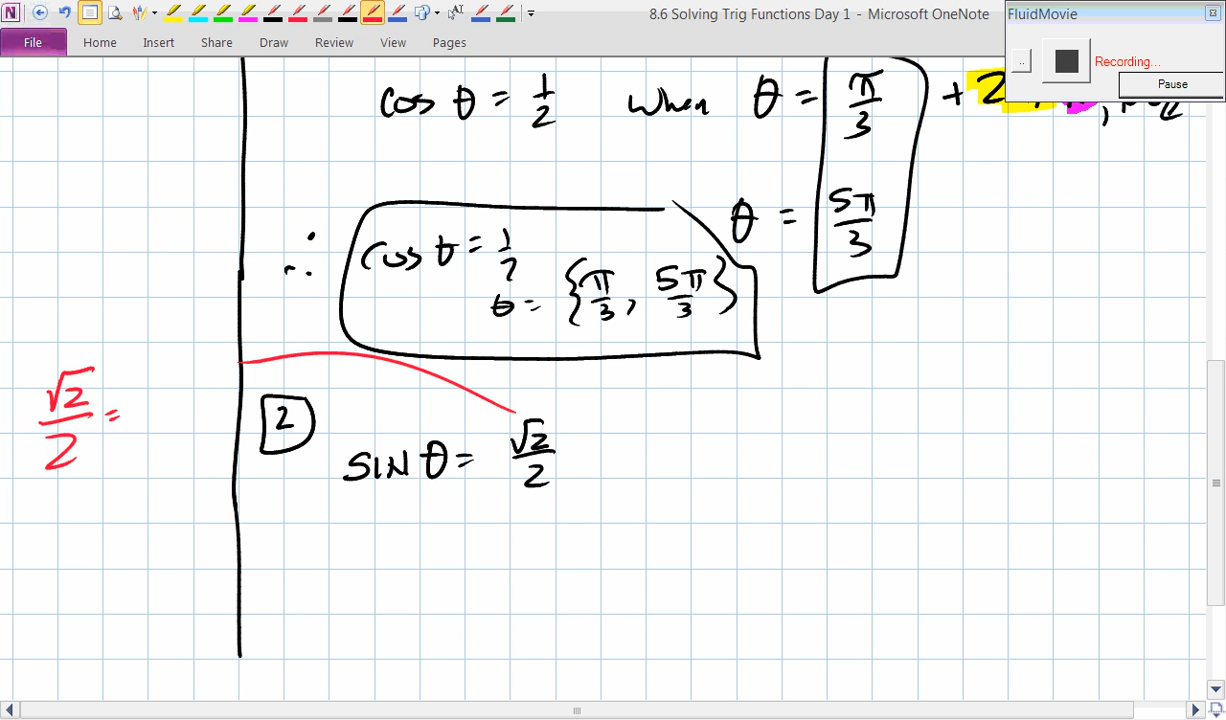 8.6 Solving Trig Functions Day 1 - Microsoft OneNote
FluidMovie
File Home Insert Share Draw Review View Pages
.. Recording...
Pause
cos θ = 1/2 when θ = π/3 + 2
θ = 5π/3
∴ cos θ = 1/2
θ = {π/3, 5π/3}
√2/2 =
2
SIN θ = √2/2